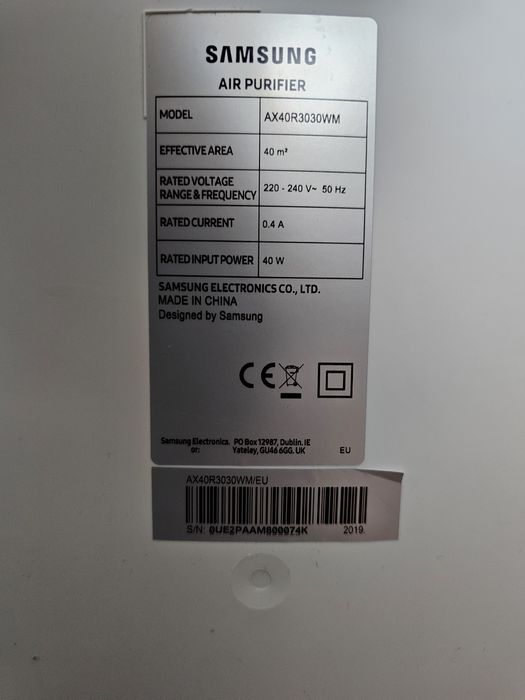 SAMSUNG
AIR PURIFIER
MODEL AX40R3030WM
EFFECTIVE AREA 40 m²
RATED VOLTAGE
RANGE & FREQUENCY 220 - 240 V~ 50 Hz
RATED CURRENT 0.4 A
RATED INPUT POWER 40 W
SAMSUNG ELECTRONICS CO., LTD.
MADE IN CHINA
Designed by Samsung
CE
Samsung Electronics. PO Box 12987, Dublin. IE
or: Yateley, GU46 6GG. UK EU
AX40R3030WM/EU
S/N: 0UE2PAAM800074K 2019.